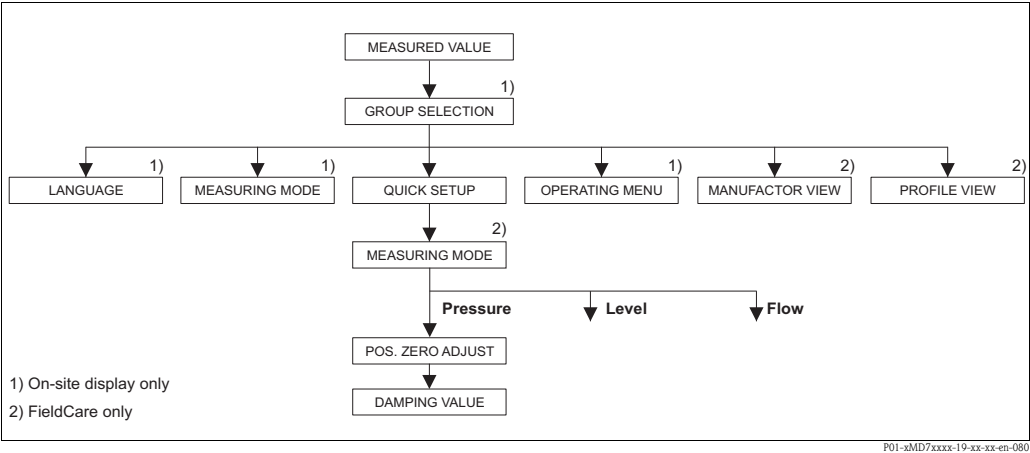 MEASURED VALUE
1)
GROUP SELECTION
1) 1) 1) 2) 2)
LANGUAGE MEASURING MODE QUICK SETUP OPERATING MENU MANUFACTOR VIEW PROFILE VIEW
2)
MEASURING MODE
Pressure Level Flow
POS. ZERO ADJUST
1) On-site display only
DAMPING VALUE
2) FieldCare only
P01-xMD7xxxx-19-xx-xx-en-080